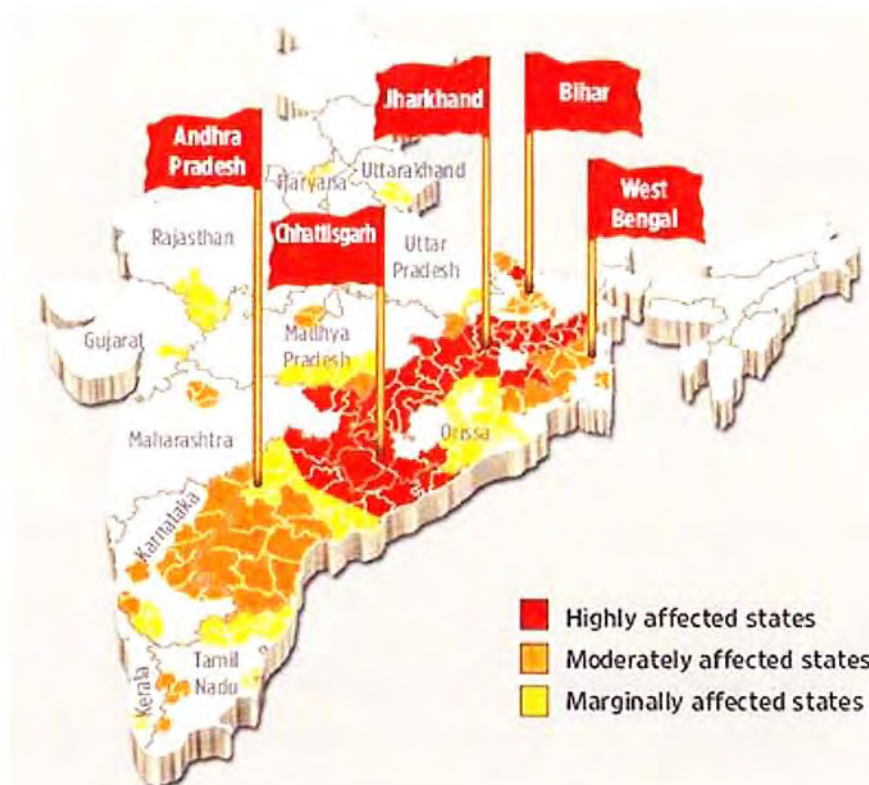 Jharkhand
Bihar
Andhra
Pradesh
Haryana
Uttarakhand
West
Bengal
Rajasthan
Chhattisgarh
Uttar
Pradesh
Gujarat
Madhya
Pradesh
Orissa
Maharashtra
Karnataka
Highly affected states
Moderately affected states
Marginally affected states
Tamil
Nadu
Kerala